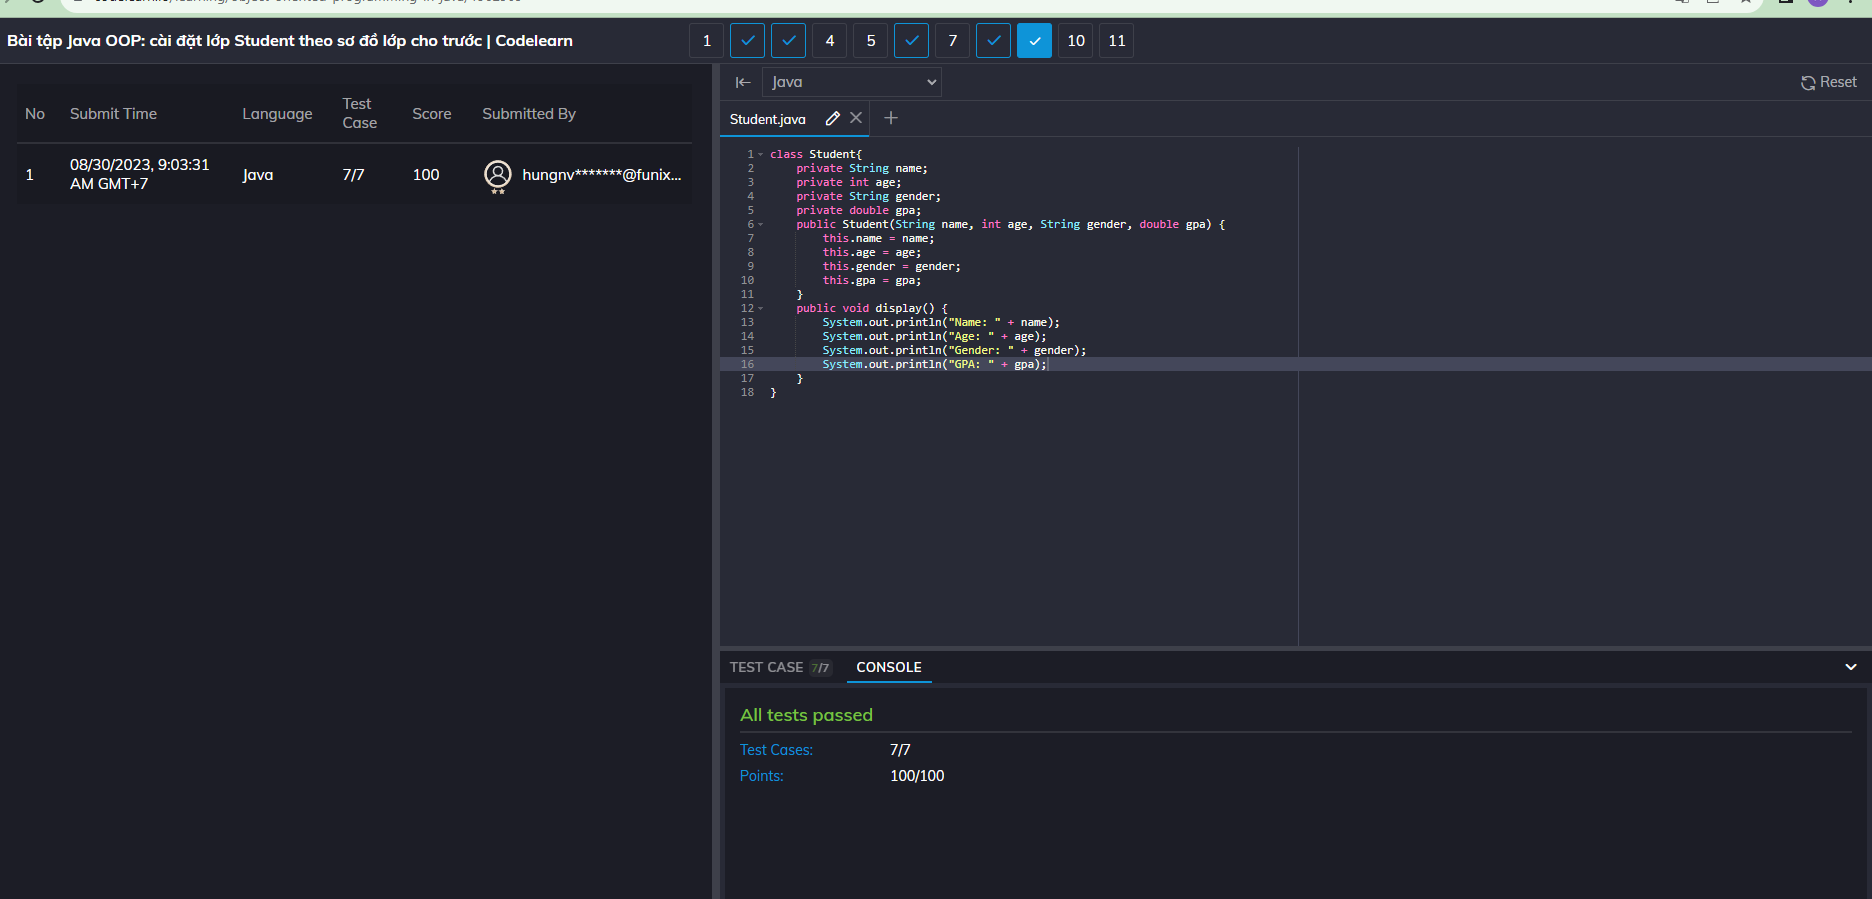 Bài tập Java OOP: cài đặt lớp Student theo sơ đồ lớp cho trước | Codelearn
1 4 5 7 10 11
No Submit Time Language Test Case Score Submitted By
1 08/30/2023, 9:03:31 AM GMT+7 Java 7/7 100 hungnv*******@funix...
Java
Reset
Student.java
1 class Student{
2 private String name;
3 private int age;
4 private String gender;
5 private double gpa;
6 public Student(String name, int age, String gender, double gpa) {
7 this.name = name;
8 this.age = age;
9 this.gender = gender;
10 this.gpa = gpa;
11 }
12 public void display() {
13 System.out.println("Name: " + name);
14 System.out.println("Age: " + age);
15 System.out.println("Gender: " + gender);
16 System.out.println("GPA: " + gpa);
17 }
18 }
TEST CASE 7/7 CONSOLE
All tests passed
Test Cases: 7/7
Points: 100/100